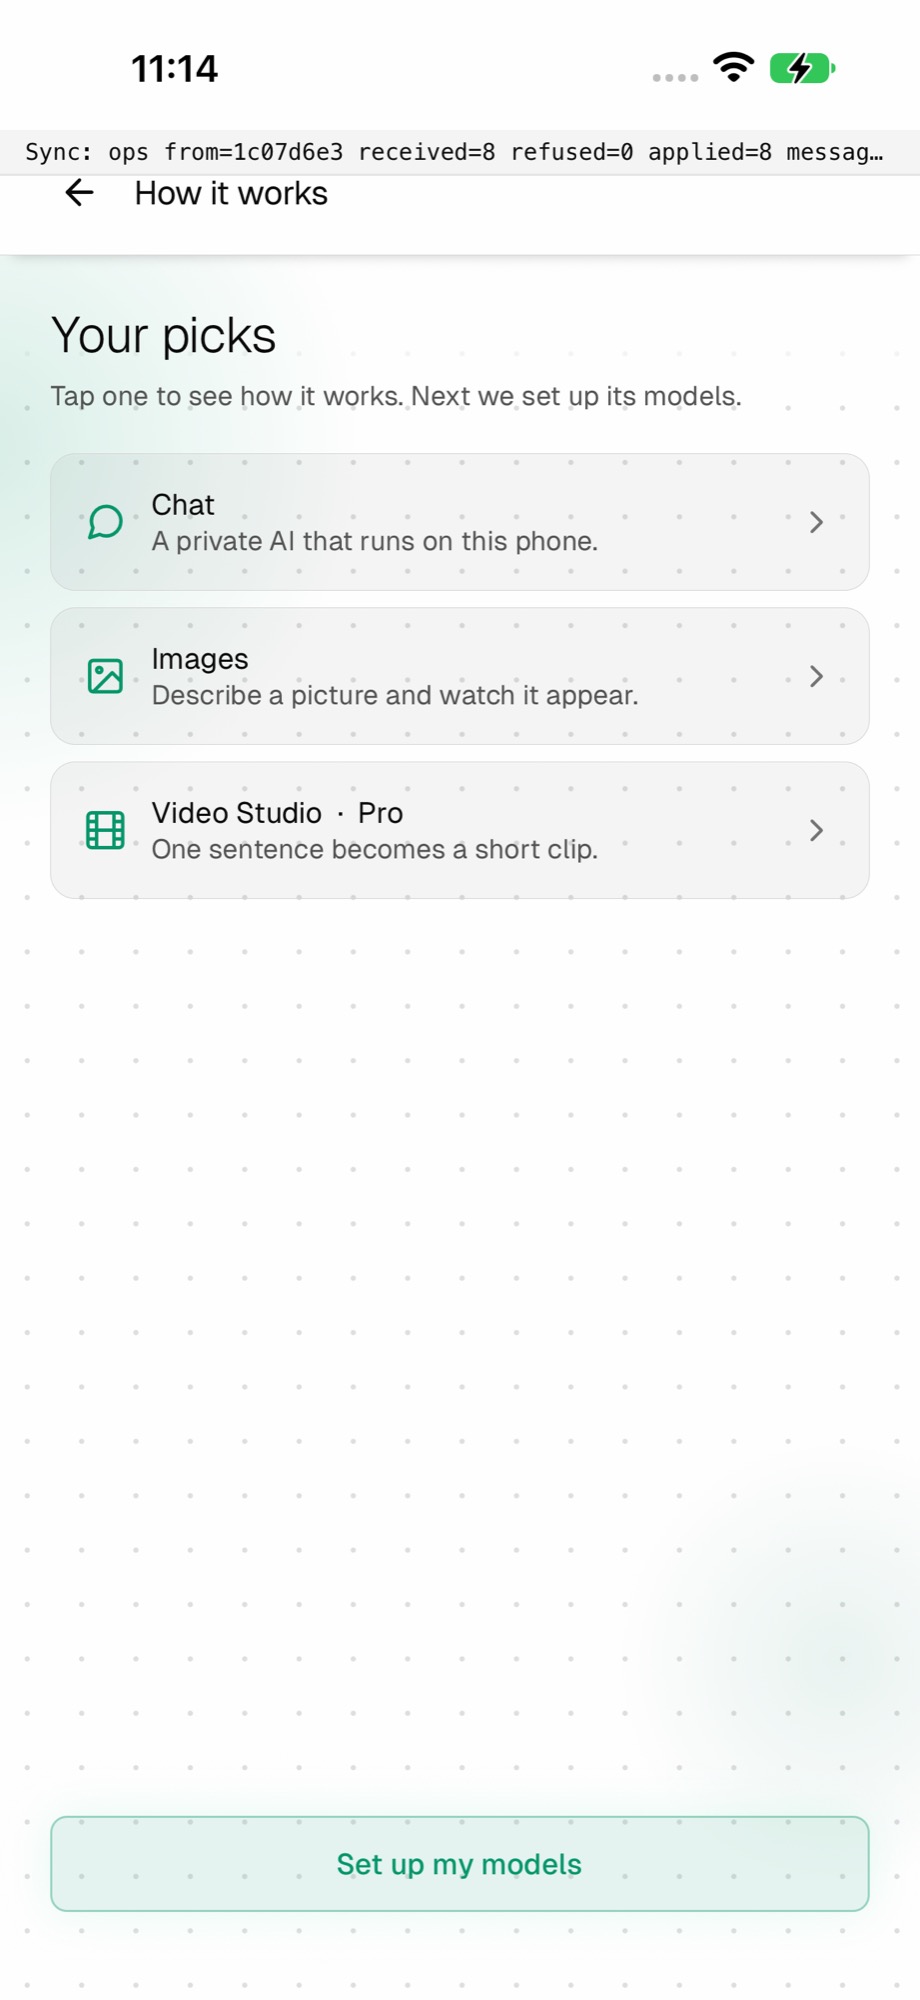 11:14
Sync: ops from=1c07d6e3 received=8 refused=0 applied=8 messag…
How it works
Your picks
Tap one to see how it works. Next we set up its models.
Chat
A private AI that runs on this phone.
Images
Describe a picture and watch it appear.
Video Studio · Pro
One sentence becomes a short clip.
Set up my models